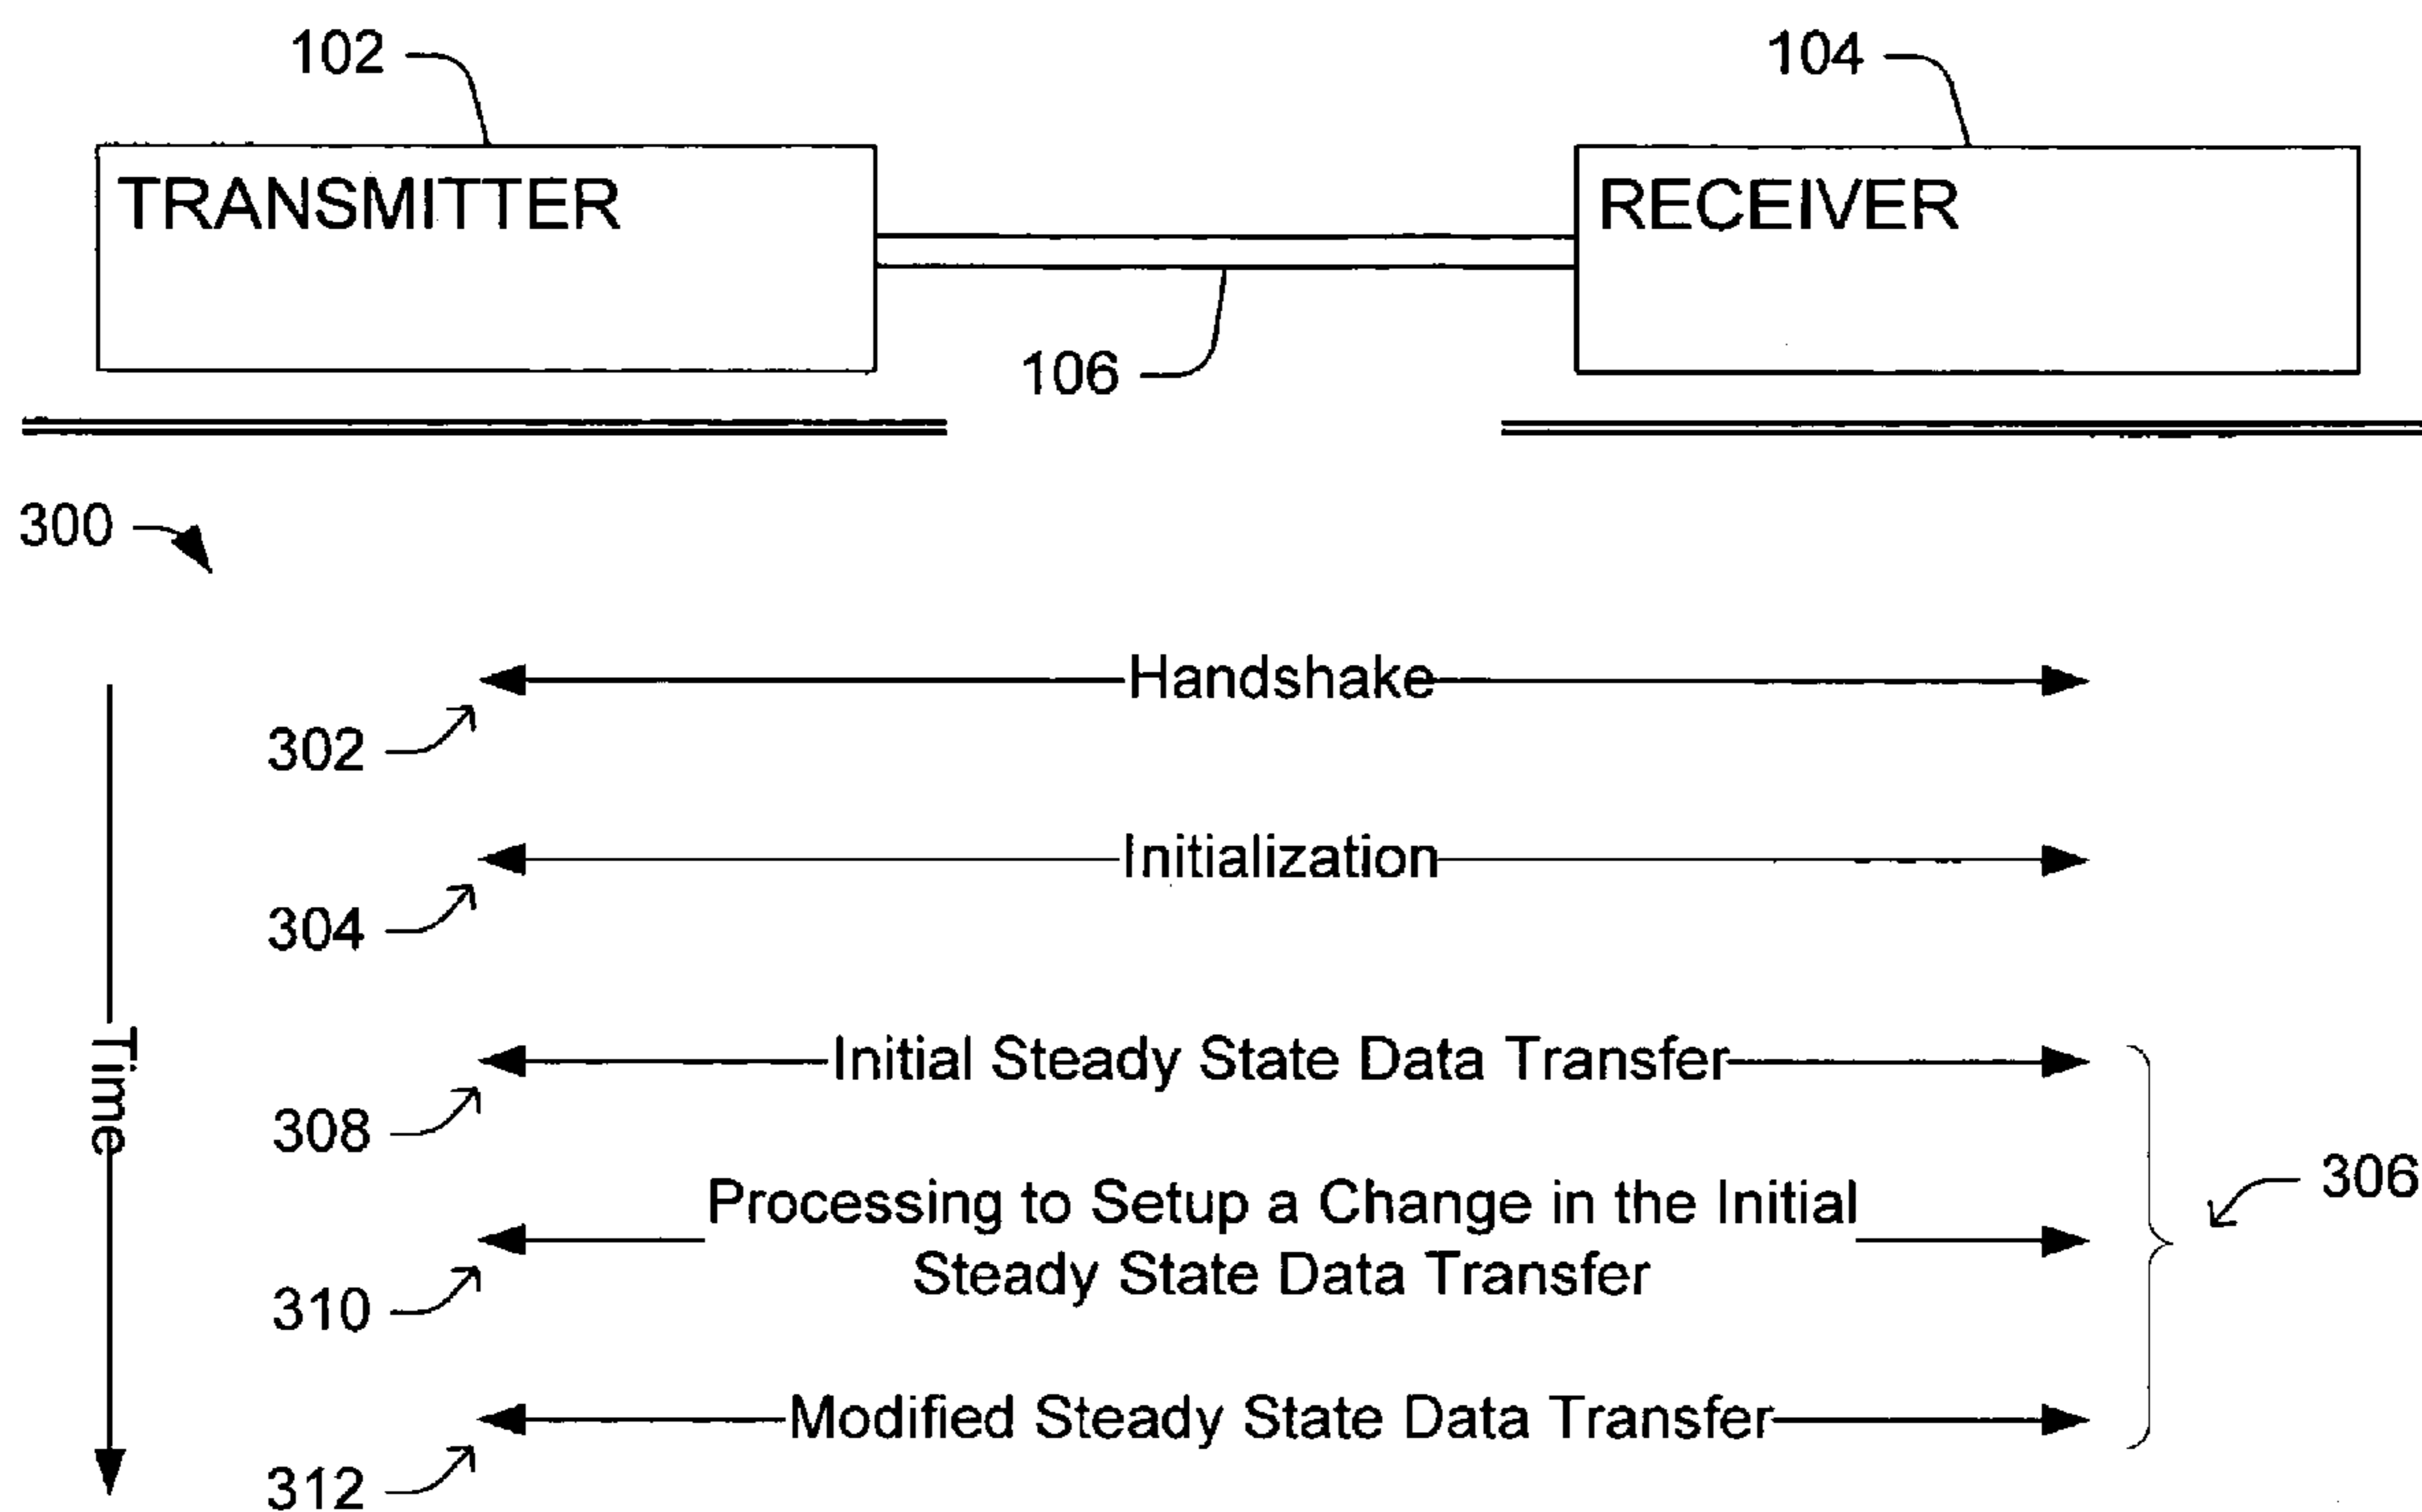 102
104
TRANSMITTER
RECEIVER
106
300
Handshake
302
Initialization
304
Time
Initial Steady State Data Transfer
308
Processing to Setup a Change in the Initial
Steady State Data Transfer
306
310
Modified Steady State Data Transfer
312